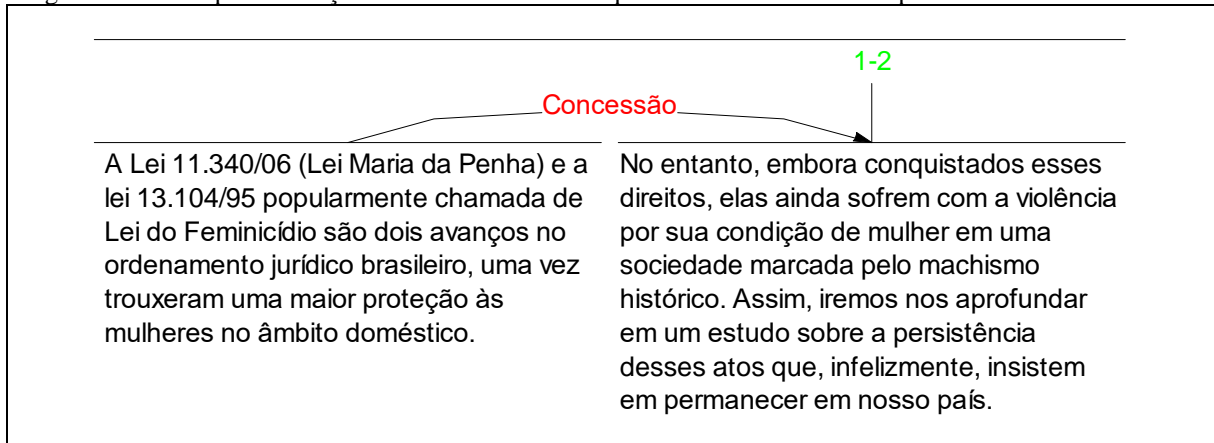 1-2
Concessão
A Lei 11.340/06 (Lei Maria da Penha) e a
lei 13.104/95 popularmente chamada de
Lei do Feminicídio são dois avanços no
ordenamento jurídico brasileiro, uma vez
trouxeram uma maior proteção às
mulheres no âmbito doméstico.
No entanto, embora conquistados esses
direitos, elas ainda sofrem com a violência
por sua condição de mulher em uma
sociedade marcada pelo machismo
histórico. Assim, iremos nos aprofundar
em um estudo sobre a persistência
desses atos que, infelizmente, insistem
em permanecer em nosso país.